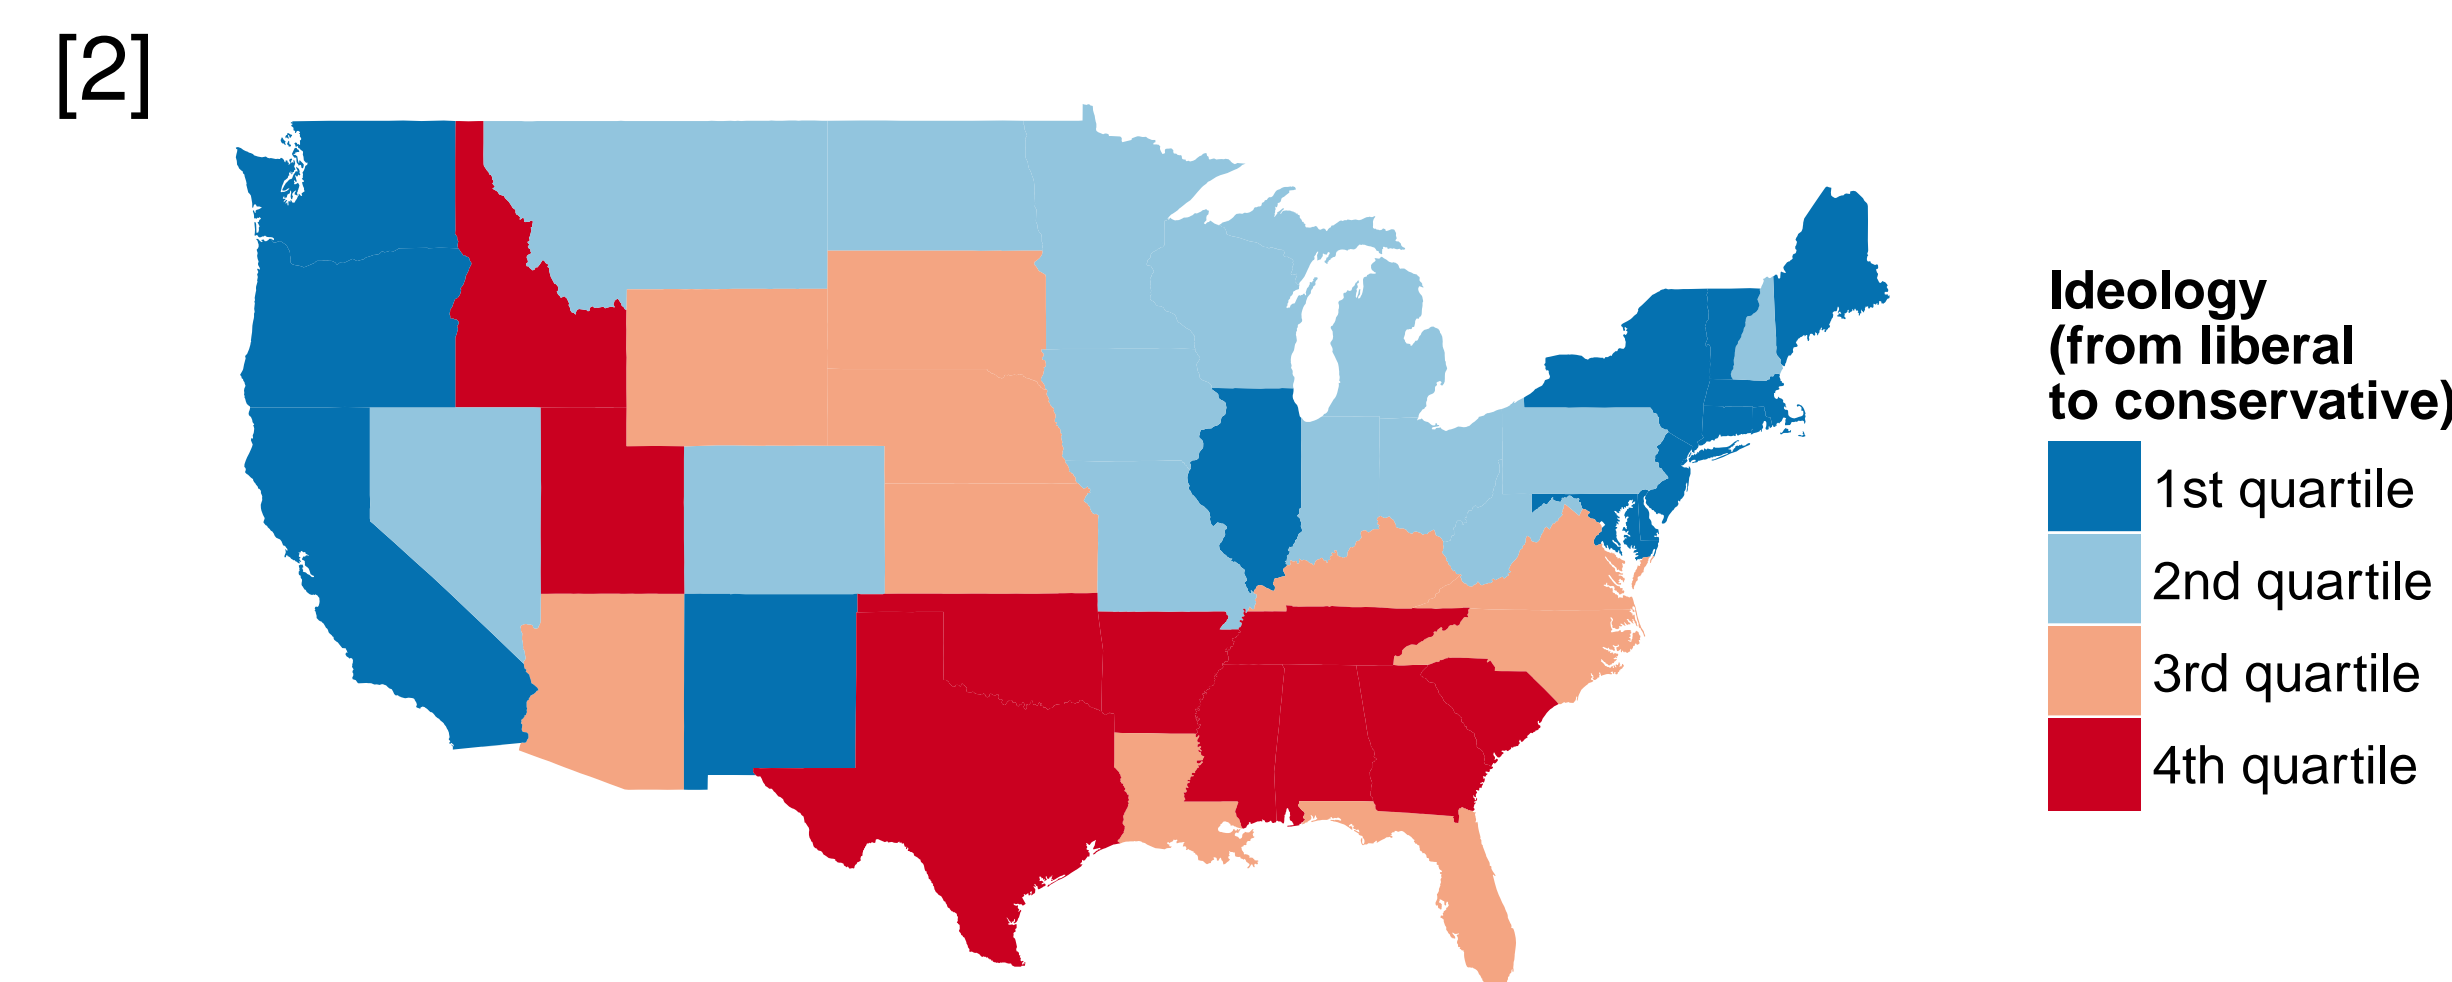 [2]
Ideology
(from liberal
to conservative)
1st quartile
2nd quartile
3rd quartile
4th quartile